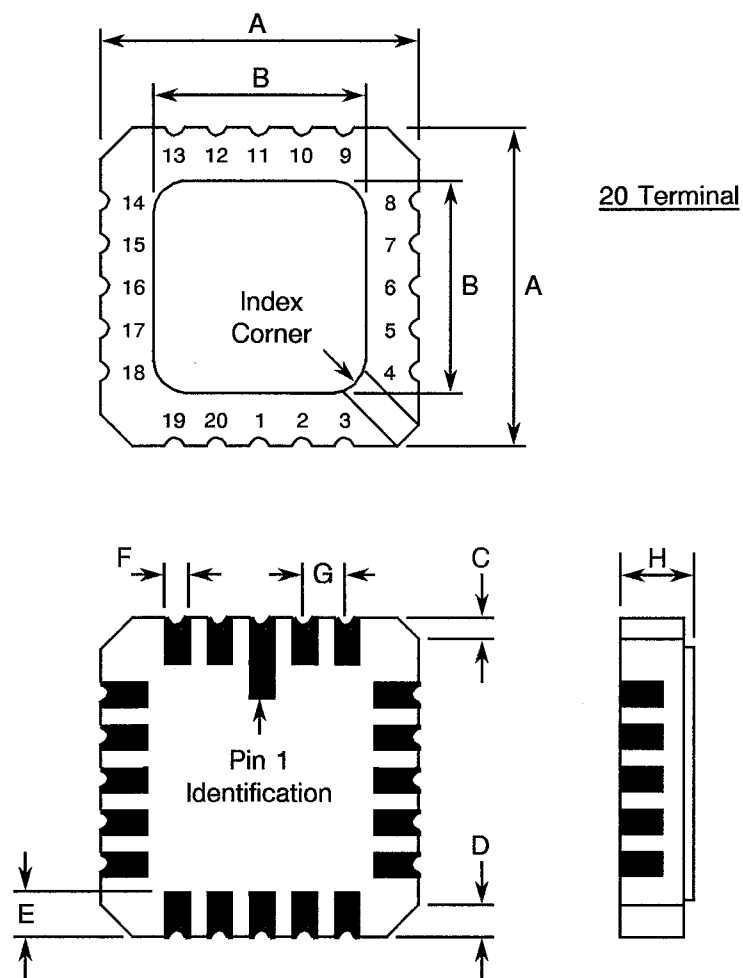 A
B
13 12 11 10 9
20 Terminal
14 8
15 7
16 6
17 5
18 4
B
A
Index
Corner
19 20 1 2 3
F
G
C
H
Pin 1
Identification
D
E